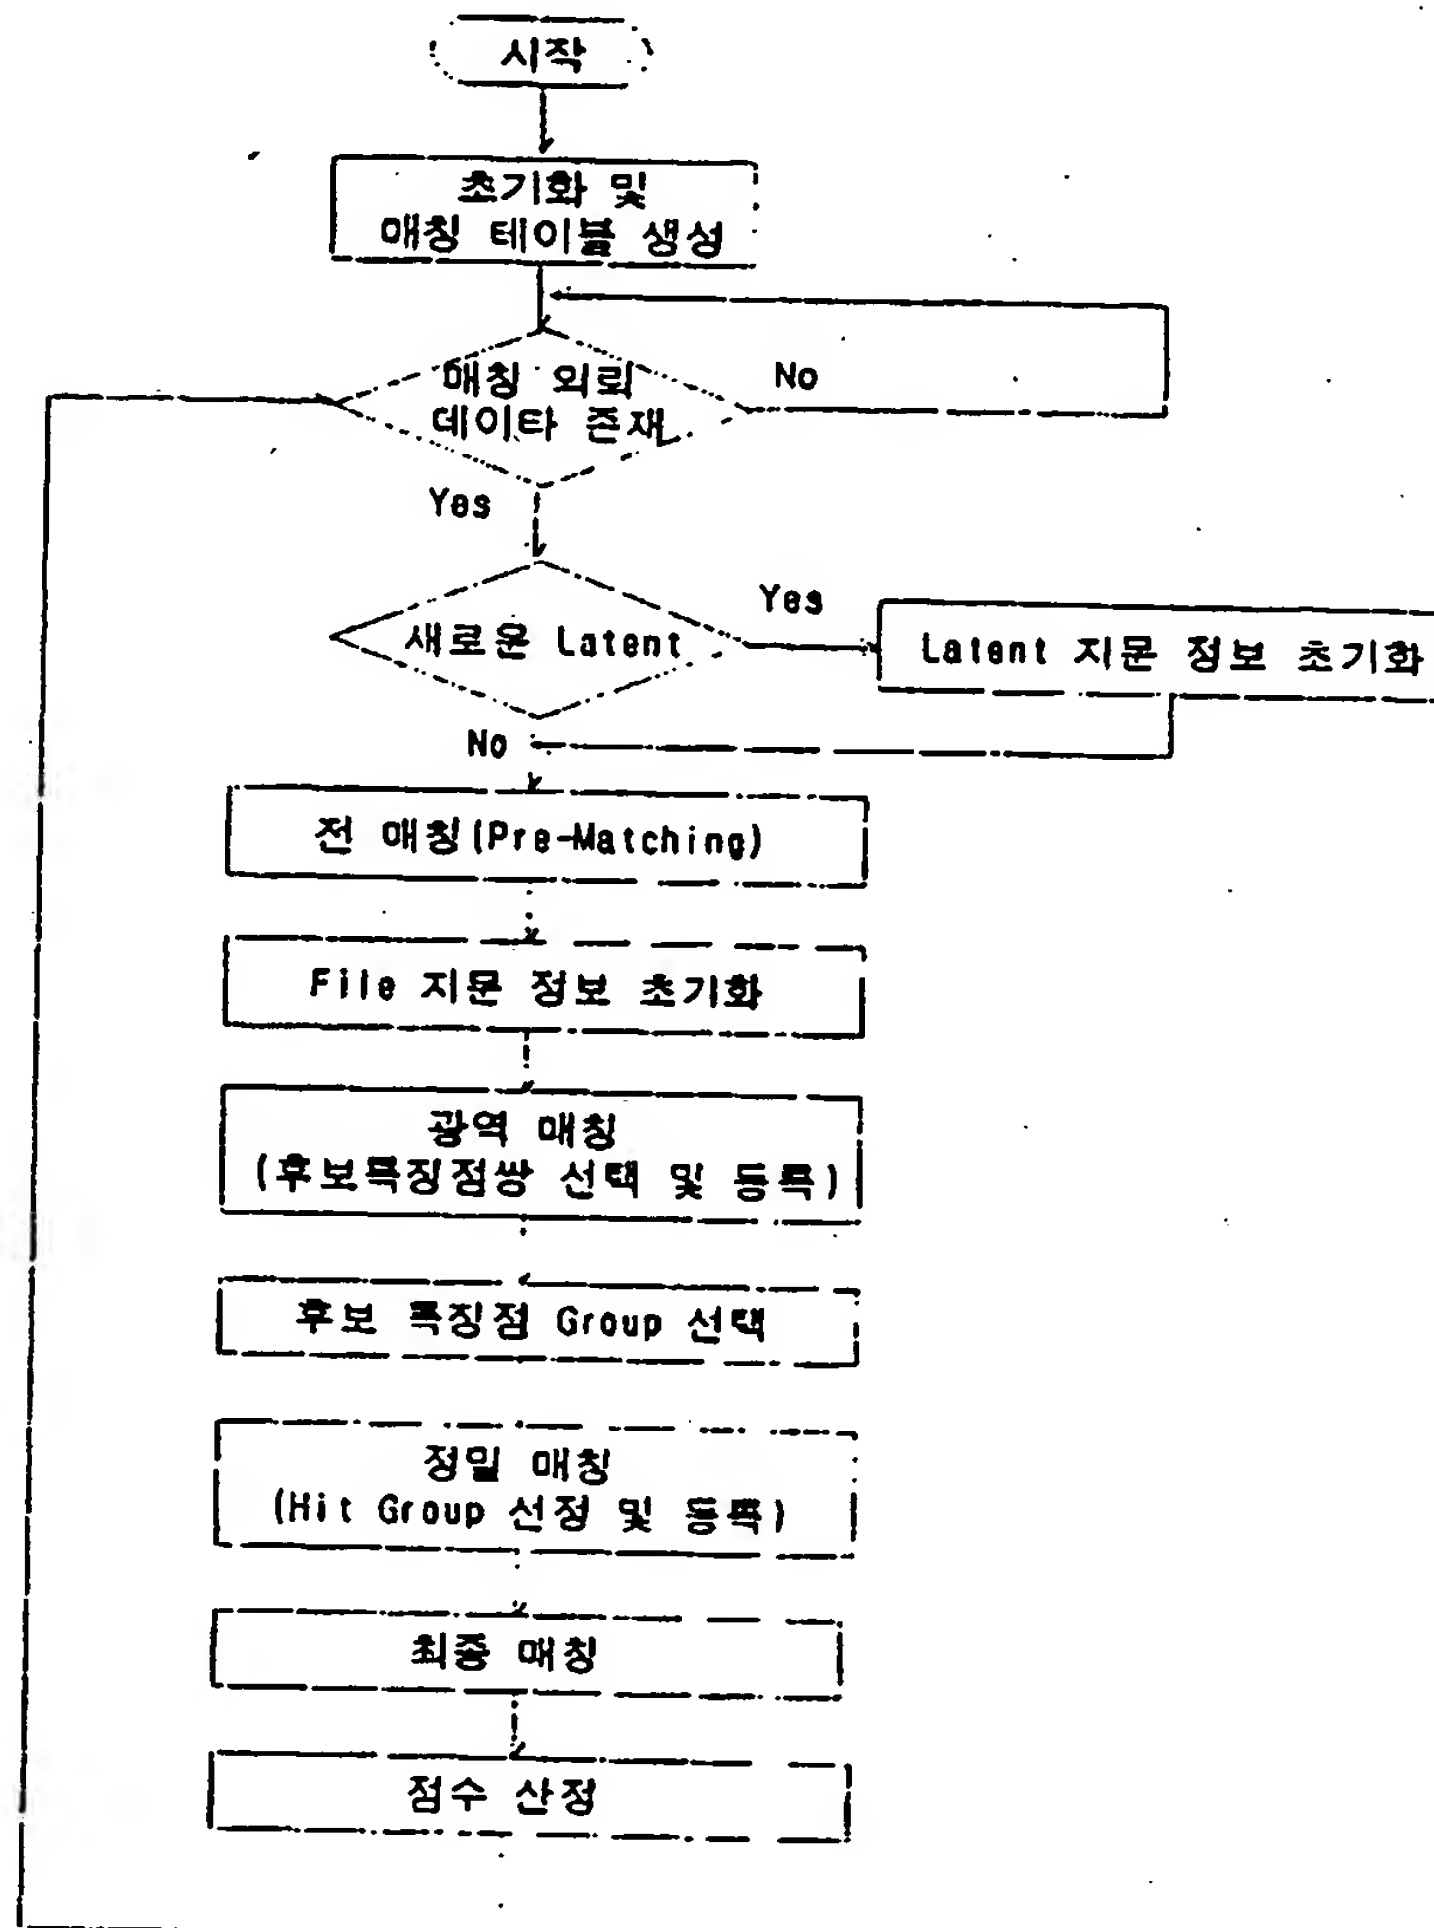 시작
초기화 및
매칭 테이블 생성
매칭 의뢰
데이타 존재
No
Yes
새로운 Latent
Yes
Latent 지문 정보 초기화
No
전 매칭(Pre-Matching)
File 지문 정보 초기화
광역 매칭
(후보특징점쌍 선택 및 등록)
후보 특징점 Group 선택
정밀 매칭
(Hit Group 선정 및 등록)
최종 매칭
점수 산정